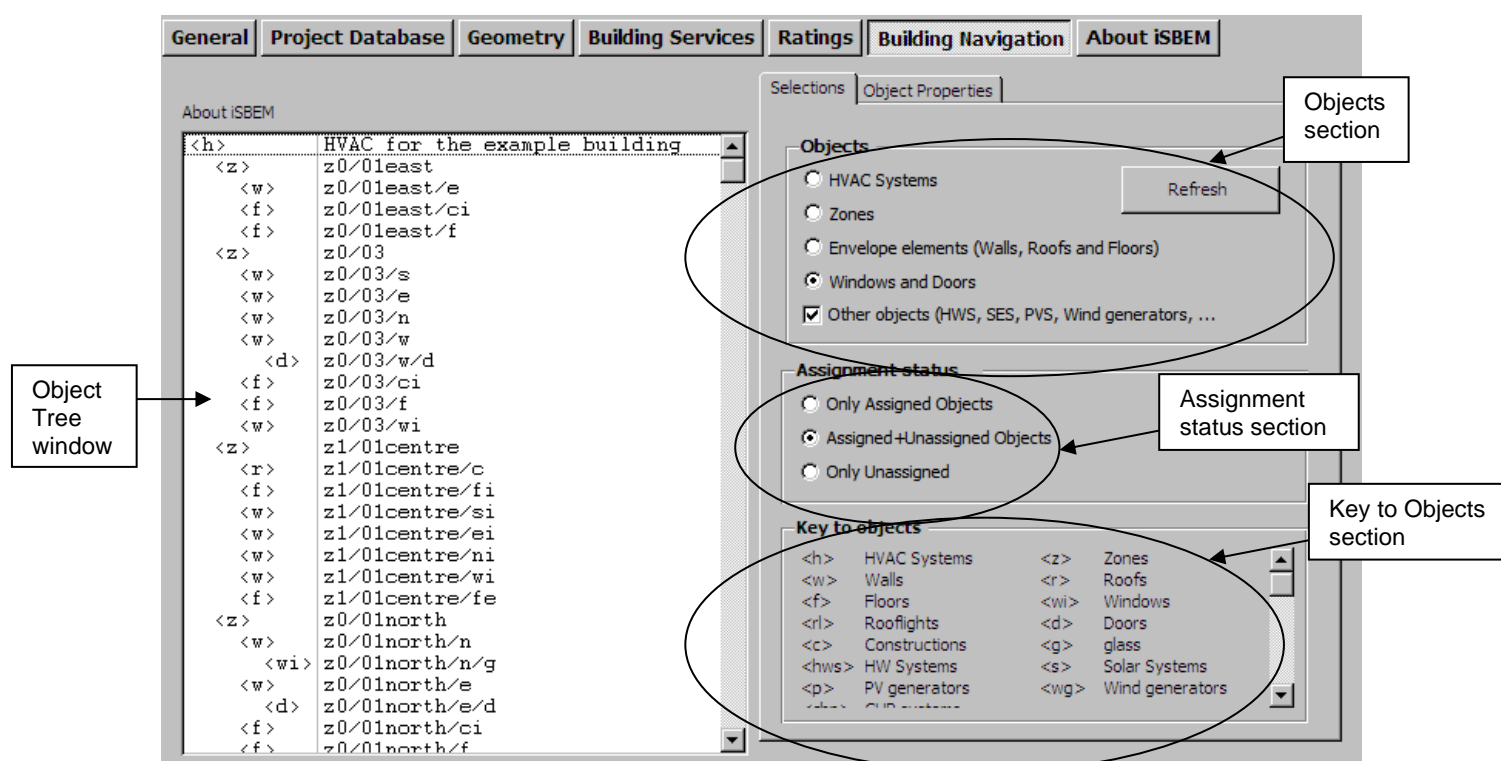 General Project Database Geometry Building Services Ratings Building Navigation About iSBEM
Selections Object Properties
About iSBEM
<h> HVAC for the example building
<z> z0/01east
<w> z0/01east/e
<f> z0/01east/ci
<f> z0/01east/f
<z> z0/03
<w> z0/03/s
<w> z0/03/e
<w> z0/03/n
<w> z0/03/w
<d> z0/03/w/d
<f> z0/03/ci
<f> z0/03/f
<w> z0/03/wi
<z> z1/01centre
<r> z1/01centre/c
<f> z1/01centre/fi
<w> z1/01centre/si
<w> z1/01centre/ei
<w> z1/01centre/ni
<w> z1/01centre/wi
<f> z1/01centre/fe
<z> z0/01north
<w> z0/01north/n
<wi> z0/01north/n/g
<w> z0/01north/e
<d> z0/01north/e/d
<f> z0/01north/ci
<f> z0/01north/f
Object
Tree
window
Objects
HVAC Systems
Refresh
Zones
Envelope elements (Walls, Roofs and Floors)
Windows and Doors
Other objects (HWS, SES, PVS, Wind generators, ...
Objects
section
Assignment status
Only Assigned Objects
Assigned+Unassigned Objects
Only Unassigned
Assignment
status section
Key to objects
<h> HVAC Systems <z> Zones
<w> Walls <r> Roofs
<f> Floors <wi> Windows
<rl> Rooflights <d> Doors
<c> Constructions <g> glass
<hws> HW Systems <s> Solar Systems
<p> PV generators <wg> Wind generators
<chp> CHP systems
Key to Objects
section